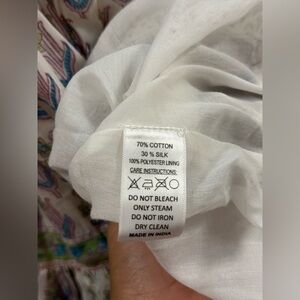 70% COTTON
30 % SILK
100% POLYESTER LINING
CARE INSTRUCTIONS:
DO NOT BLEACH
ONLY STEAM
DO NOT IRON
DRY CLEAN
MADE IN INDIA